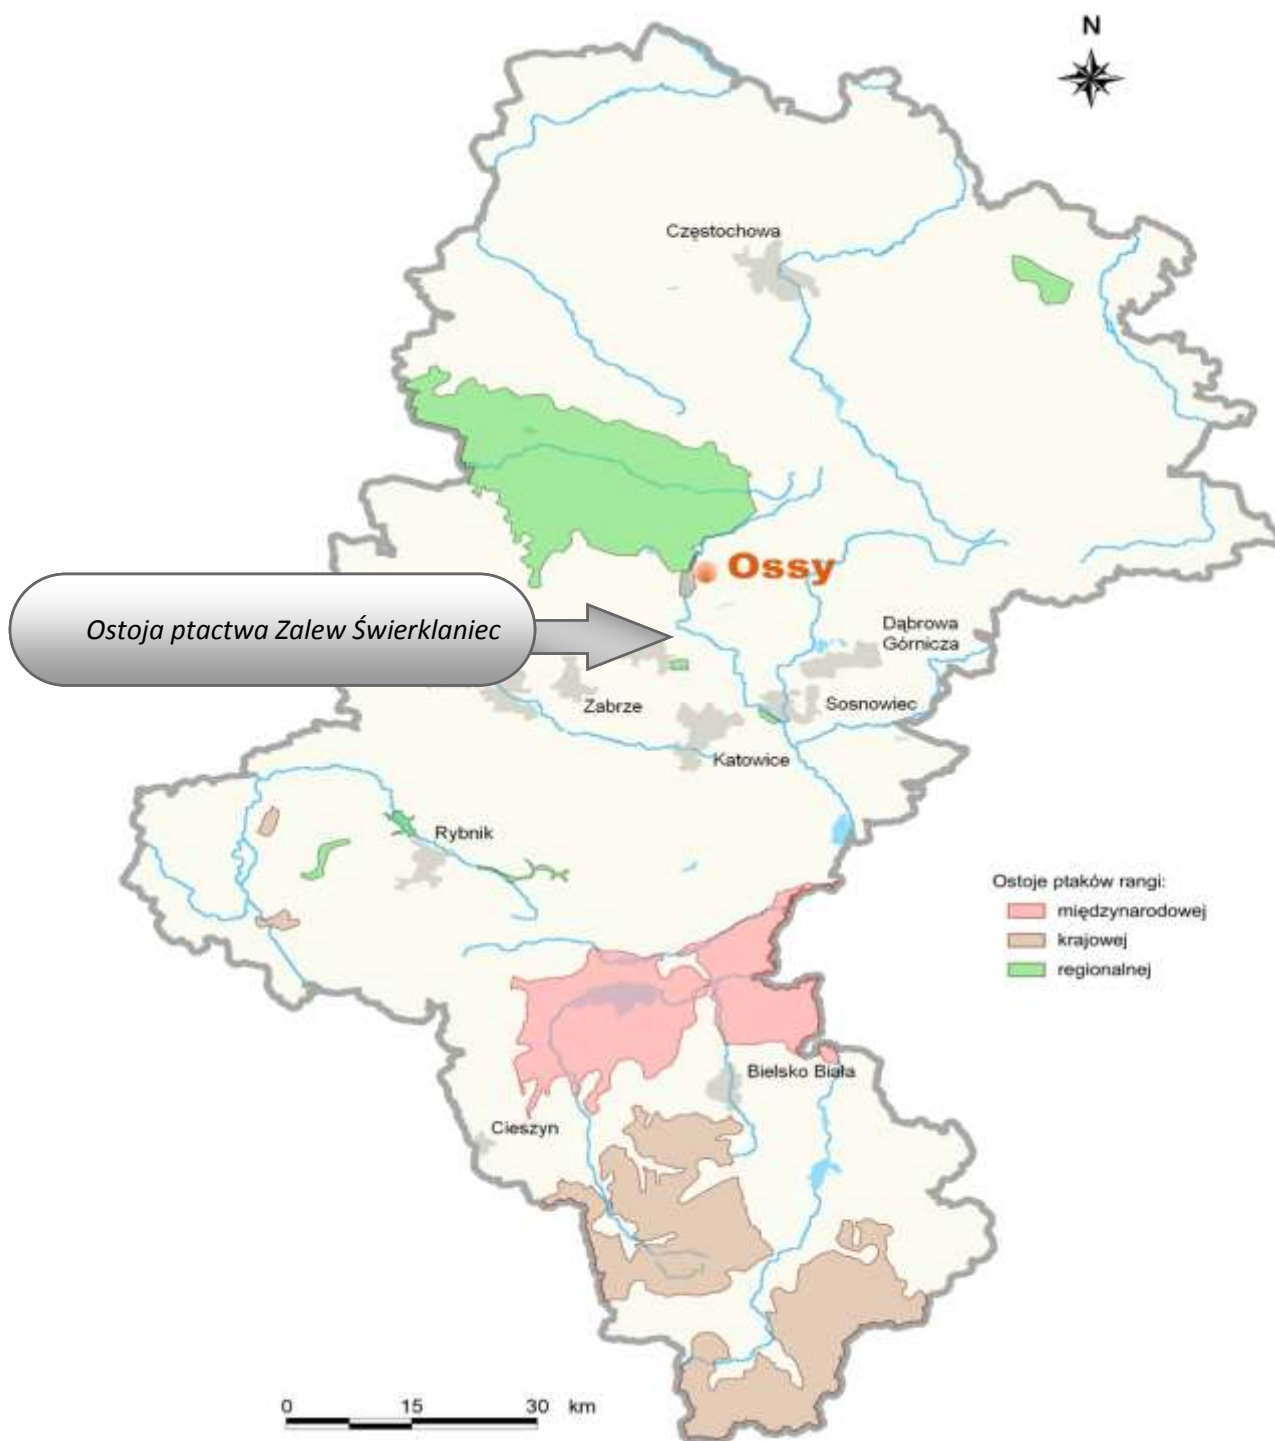 N
Częstochowa
Ossy
Ostoja ptactwa Zalew Świerklaniec
Dąbrowa
Górnicza
Zabrze
Sosnowiec
Katowice
Rybnik
Ostoje ptaków rangi:
międzynarodowej
krajowej
regionalnej
Bielsko Biała
Cieszyn
0 15 30 km